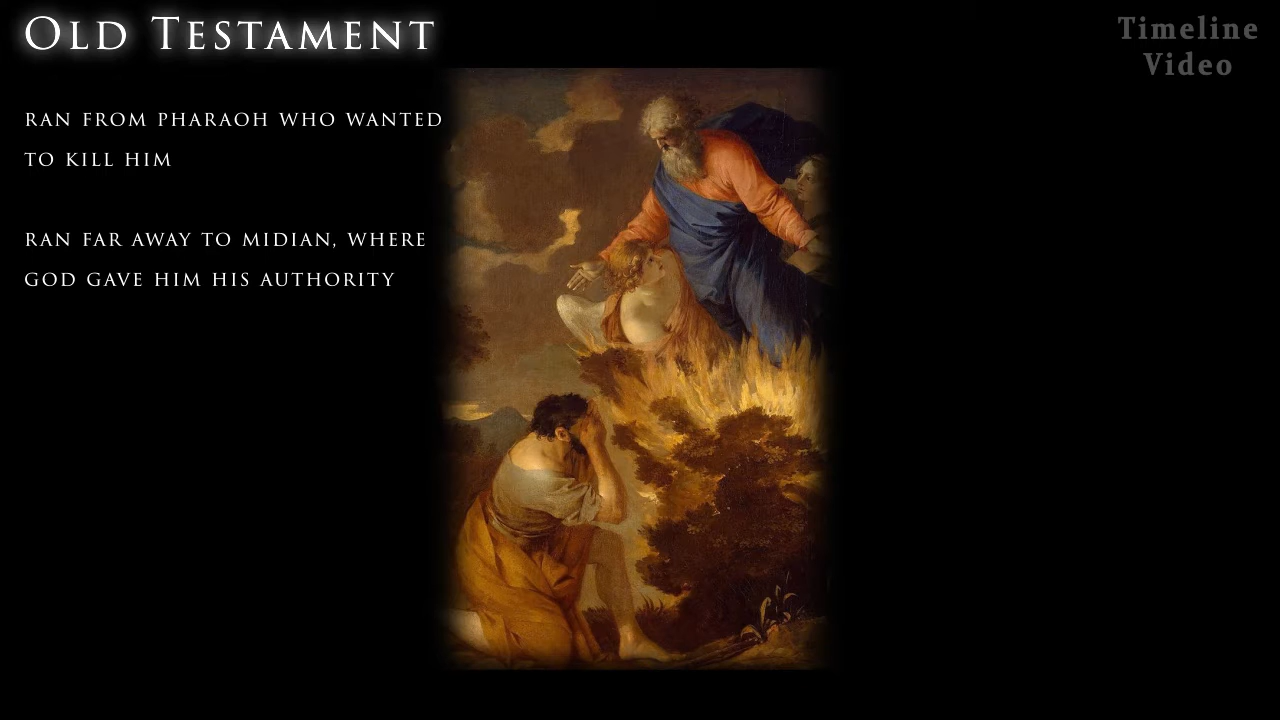 Old Testament
Timeline
Video
RAN FROM PHARAOH WHO WANTED
TO KILL HIM
RAN FAR AWAY TO MIDIAN, WHERE
GOD GAVE HIM HIS AUTHORITY